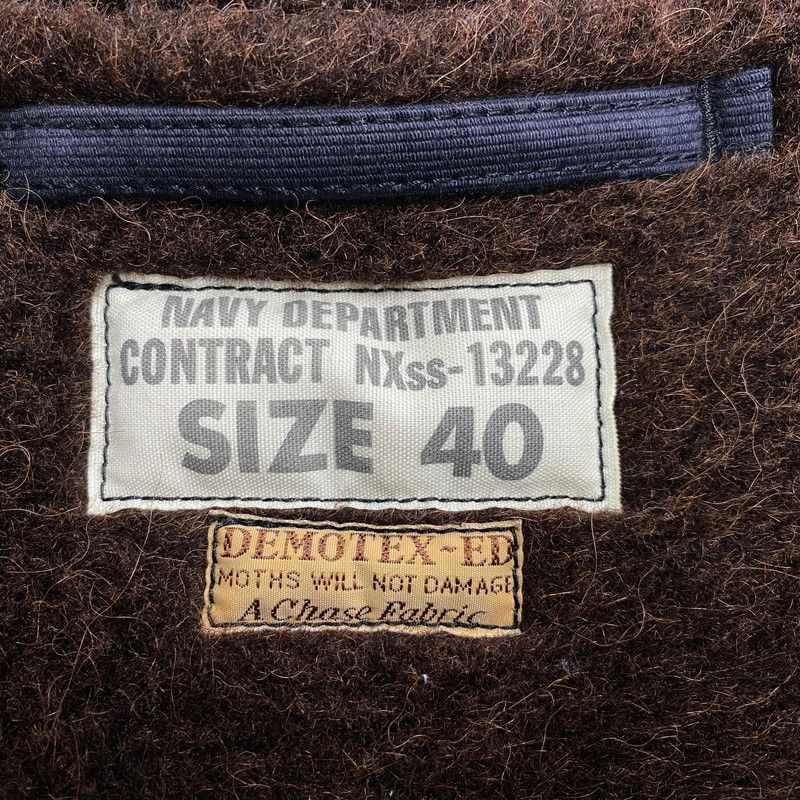 NAVY DEPARTMENT
CONTRACT NXss-13228
SIZE 40
DEMOTEX-ED
MOTHS WILL NOT DAMAGE
A Chase Fabric